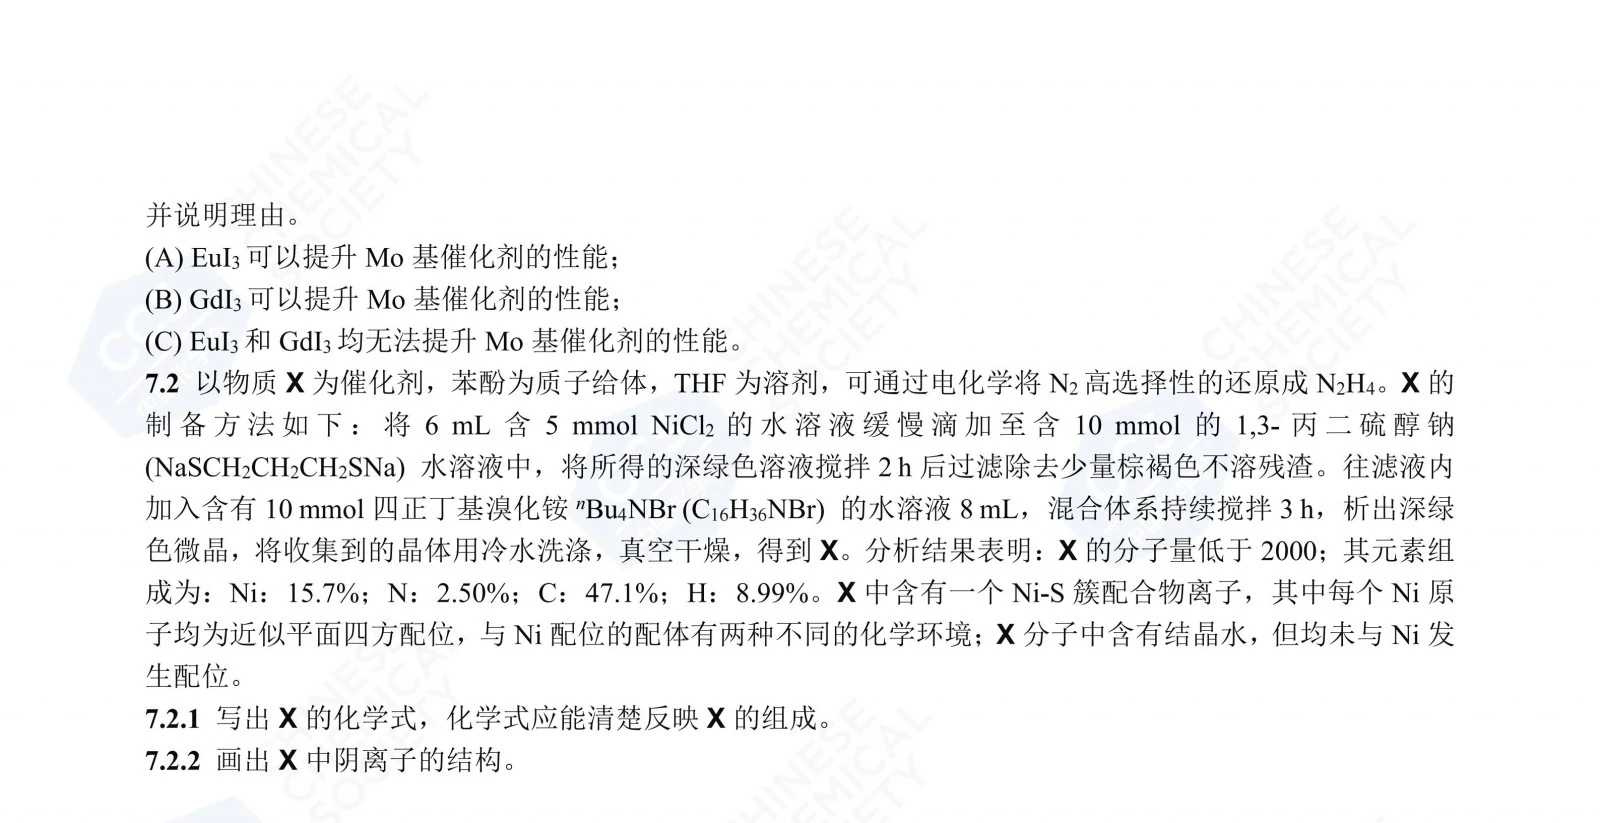 并说明理由。
(A) EuI₃ 可以提升 Mo 基催化剂的性能；
(B) GdI₃ 可以提升 Mo 基催化剂的性能；
(C) EuI₃ 和 GdI₃ 均无法提升 Mo 基催化剂的性能。
7.2 以物质 X 为催化剂，苯酚为质子给体，THF 为溶剂，可通过电化学将 N₂ 高选择性的还原成 N₂H₄。X 的
制备方法如下：将 6 mL 含 5 mmol NiCl₂ 的水溶液缓慢滴加至含 10 mmol 的 1,3-丙二硫醇钠
(NaSCH₂CH₂CH₂SNa) 水溶液中，将所得的深绿色溶液搅拌 2 h 后过滤除去少量棕褐色不溶残渣。往滤液内
加入含有 10 mmol 四正丁基溴化铵 ⁿBu₄NBr (C₁₆H₃₆NBr) 的水溶液 8 mL，混合体系持续搅拌 3 h，析出深绿
色微晶，将收集到的晶体用冷水洗涤，真空干燥，得到 X。分析结果表明：X 的分子量低于 2000；其元素组
成为：Ni：15.7%；N：2.50%；C：47.1%；H：8.99%。X 中含有一个 Ni-S 簇配合物离子，其中每个 Ni 原
子均为近似平面四方配位，与 Ni 配位的配体有两种不同的化学环境；X 分子中含有结晶水，但均未与 Ni 发
生配位。
7.2.1 写出 X 的化学式，化学式应能清楚反映 X 的组成。
7.2.2 画出 X 中阴离子的结构。
CHINESE
CHEMICAL
SOCIETY
CHINESE
CHEMICAL
SOCIETY
CHINESE
CHEMICAL
SOCIETY